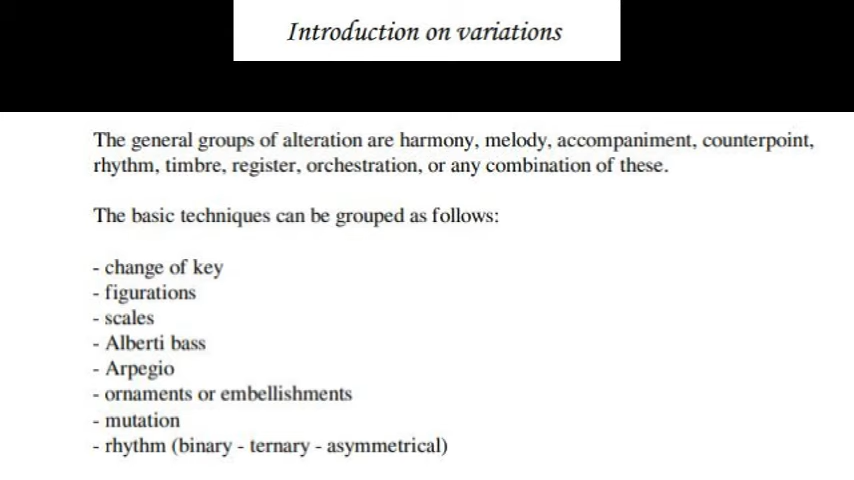 Introduction on variations
The general groups of alteration are harmony, melody, accompaniment, counterpoint,
rhythm, timbre, register, orchestration, or any combination of these.
The basic techniques can be grouped as follows:
- change of key
- figurations
- scales
- Alberti bass
- Arpegio
- ornaments or embellishments
- mutation
- rhythm (binary - ternary - asymmetrical)